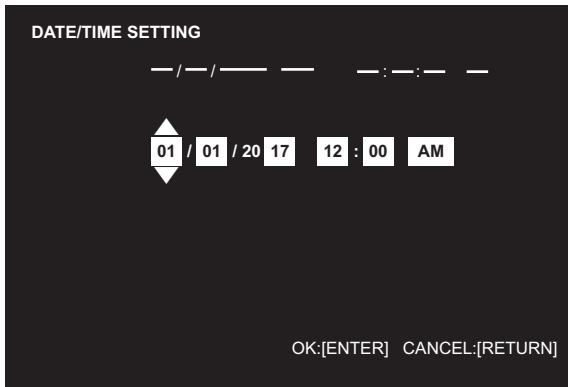 DATE/TIME SETTING
—/—/—— —— —:—:— —
01 / 01 / 20 17 12 : 00 AM
OK:[ENTER] CANCEL:[RETURN]